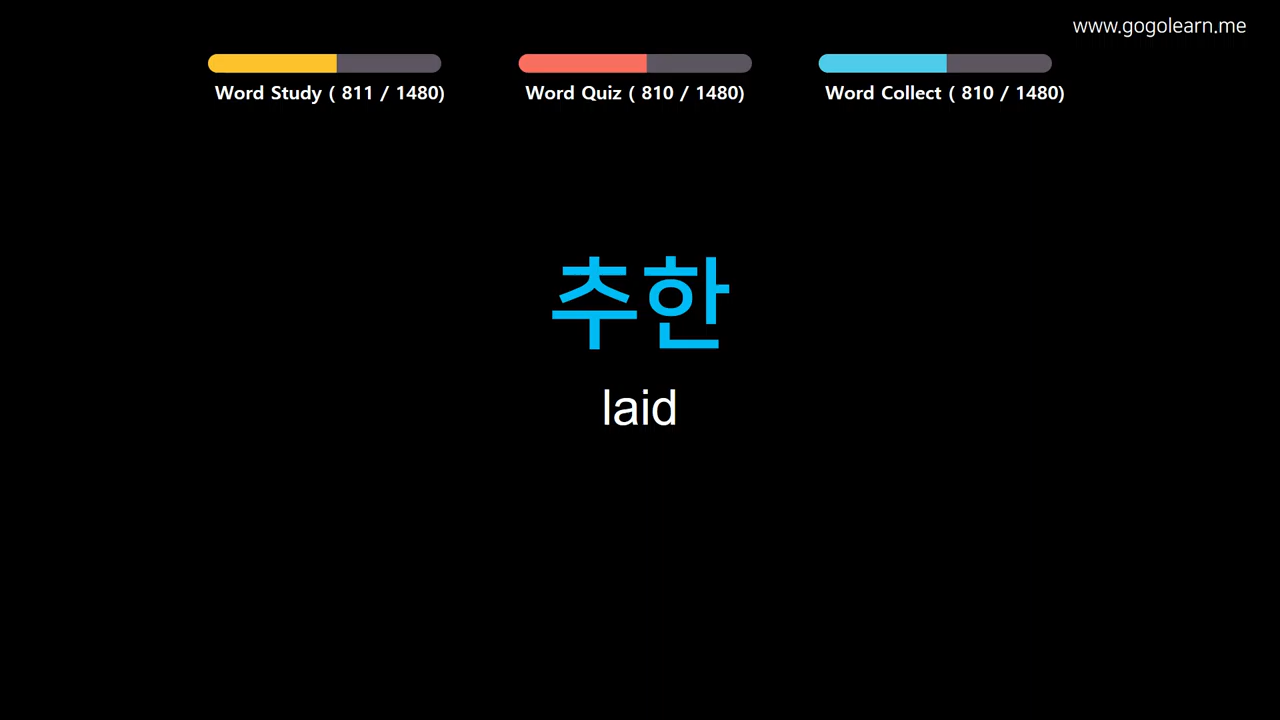 www.gogolearn.me
Word Study ( 811 / 1480)
Word Quiz ( 810 / 1480)
Word Collect ( 810 / 1480)
추한
laid